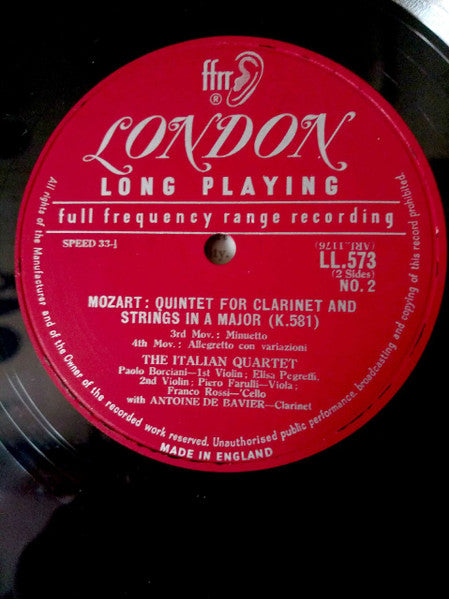 ffrr
®
LONDON
LONG PLAYING
full frequency range recording
SPEED 33⅓
(ARL.1176)
LL.573
(2 Sides)
NO. 2
MOZART: QUINTET FOR CLARINET AND
STRINGS IN A MAJOR (K.581)
3rd Mov.: Minuetto
4th Mov.: Allegretto con variazioni
THE ITALIAN QUARTET
Paolo Borciani—1st Violin; Elisa Pegreffi,
2nd Violin; Piero Farulli—Viola;
Franco Rossi—'Cello
with ANTOINE DE BAVIER—Clarinet
All rights of the Manufacturer and of the Owner of the recorded work reserved. Unauthorised public performance, broadcasting and copying of this record prohibited.
MADE IN ENGLAND